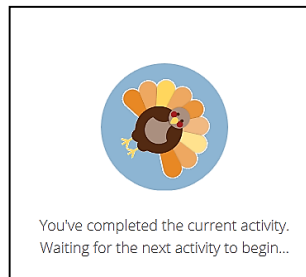 You've completed the current activity.
Waiting for the next activity to begin...